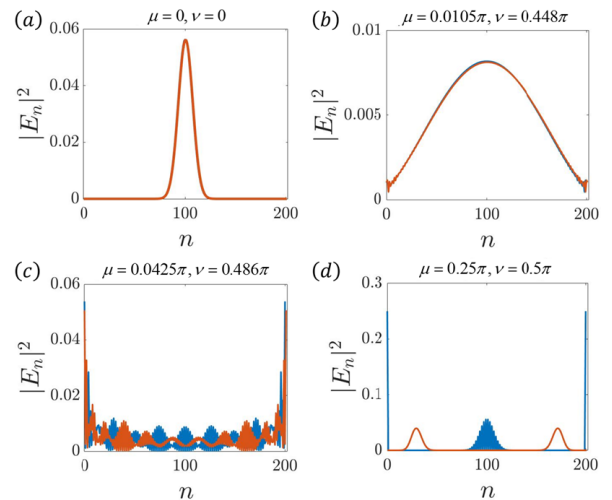 (a) μ = 0, ν = 0
0.06
0.04
0.02
0
|E_n|²
0 100 200
n
(b) μ = 0.0105π, ν = 0.448π
0.01
0.005
0
|E_n|²
0 100 200
n
(c) μ = 0.0425π, ν = 0.486π
0.06
0.04
0.02
0
|E_n|²
0 100 200
n
(d) μ = 0.25π, ν = 0.5π
0.3
0.2
0.1
0
|E_n|²
0 100 200
n